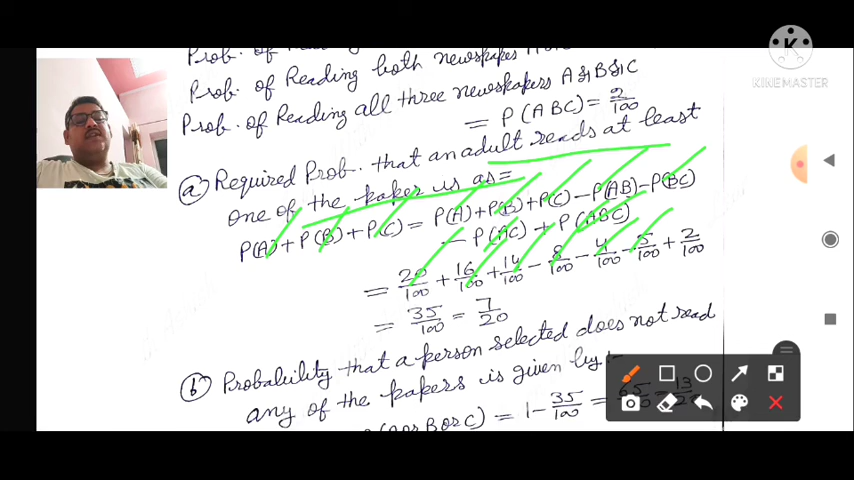 Prob. of Reading
Prob. of Reading both newspapers A
Prob. of Reading all three newspapers A & B & C
= P(ABC) = 2/100
(a) Required Prob. that an adult reads at least
one of the paper is as =
P(A) + P(B) + P(C) = P(A) + P(B) + P(C) - P(AB) - P(BC)
- P(AC) + P(ABC)
= 20/100 + 16/100 + 14/100 - 8/100 - 4/100 - 5/100 + 2/100
= 35/100 = 7/20
(b) Probability that a person selected does not read
any of the papers is given by :-
= 1 - 35/100 =
KINEMASTER